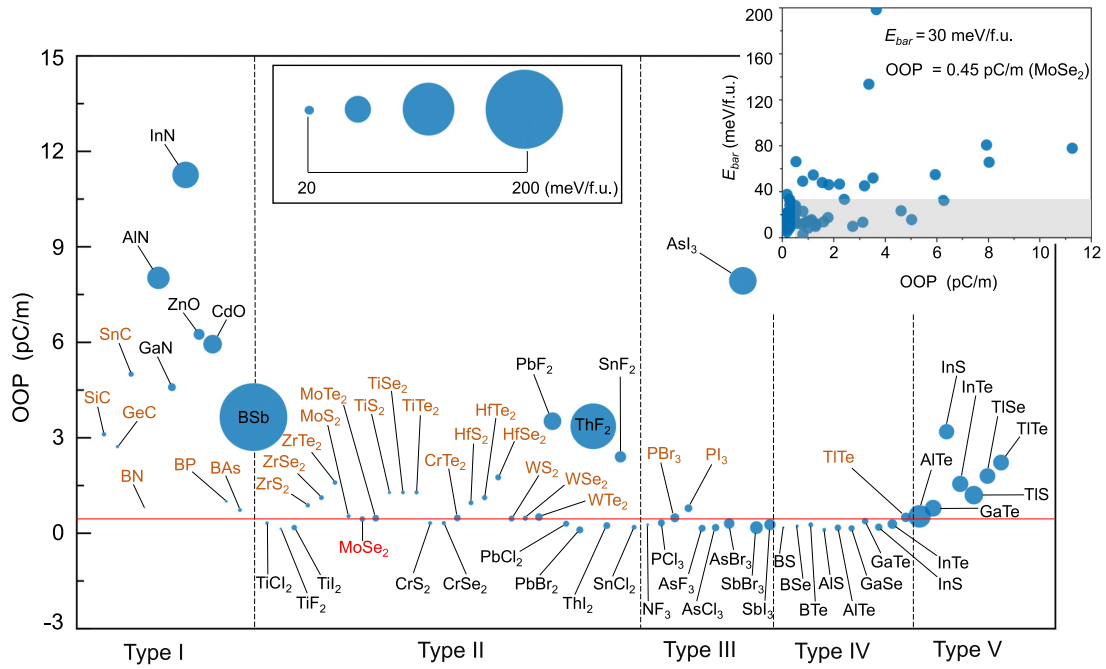 15
12
9
6
3
0
-3
OOP (pC/m)
InN
AlN
ZnO
CdO
SnC
GaN
SiC
GeC
BN
BP
BAs
BSb
20
200 (meV/f.u.)
TiSe₂
MoTe₂
MoS₂
TiS₂
TiTe₂
ZrTe₂
ZrSe₂
ZrS₂
HfTe₂
HfS₂
HfSe₂
CrTe₂
WS₂
WSe₂
WTe₂
PbF₂
ThF₂
SnF₂
MoSe₂
TiCl₂
TiF₂
TiI₂
CrS₂
CrSe₂
PbCl₂
PbBr₂
ThI₂
SnCl₂
AsI₃
PBr₃
PI₃
NF₃
PCl₃
AsF₃
AsCl₃
AsBr₃
SbBr₃
SbI₃
TlTe
BS
BSe
BTe
AlS
AlTe
GaSe
GaTe
InS
InTe
InS
InTe
TlSe
TlTe
AlTe
TlS
GaTe
Type I
Type II
Type III
Type IV
Type V
200
160
120
80
40
0
E_bar (meV/f.u.)
E_bar = 30 meV/f.u.
OOP = 0.45 pC/m (MoSe₂)
0 2 4 6 8 10 12
OOP (pC/m)